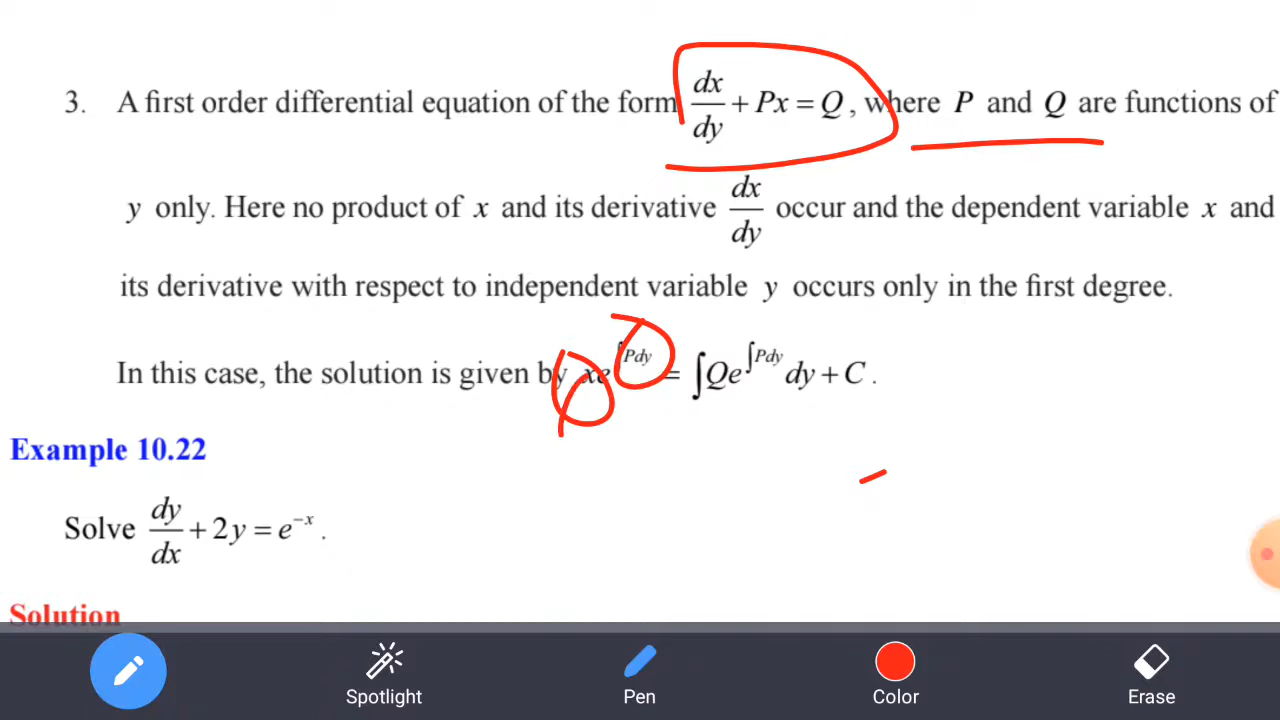 3. A first order differential equation of the form dx/dy + Px = Q, where P and Q are functions of
y only. Here no product of x and its derivative dx/dy occur and the dependent variable x and
its derivative with respect to independent variable y occurs only in the first degree.
In this case, the solution is given by xe^∫Pdy = ∫Qe^∫Pdy dy + C.
Example 10.22
Solve dy/dx + 2y = e^−x.
Solution
Spotlight Pen Color Erase